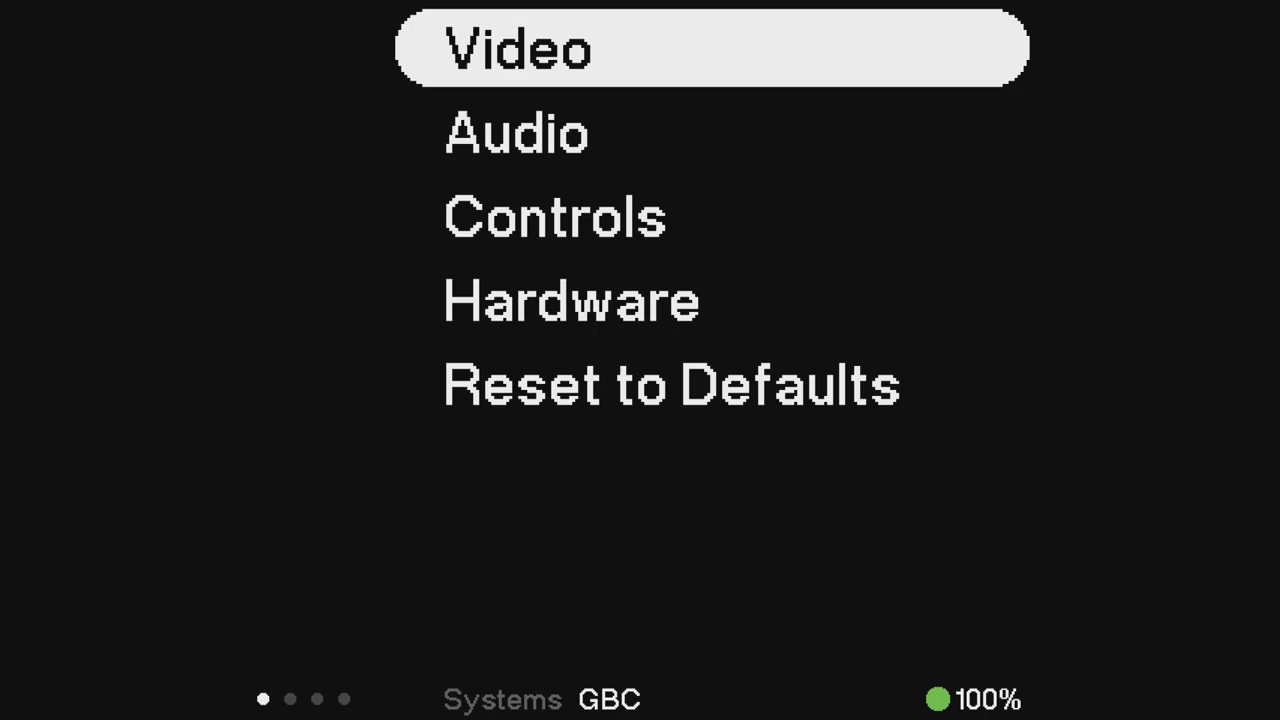 Video
Audio
Controls
Hardware
Reset to Defaults
Systems GBC
100%